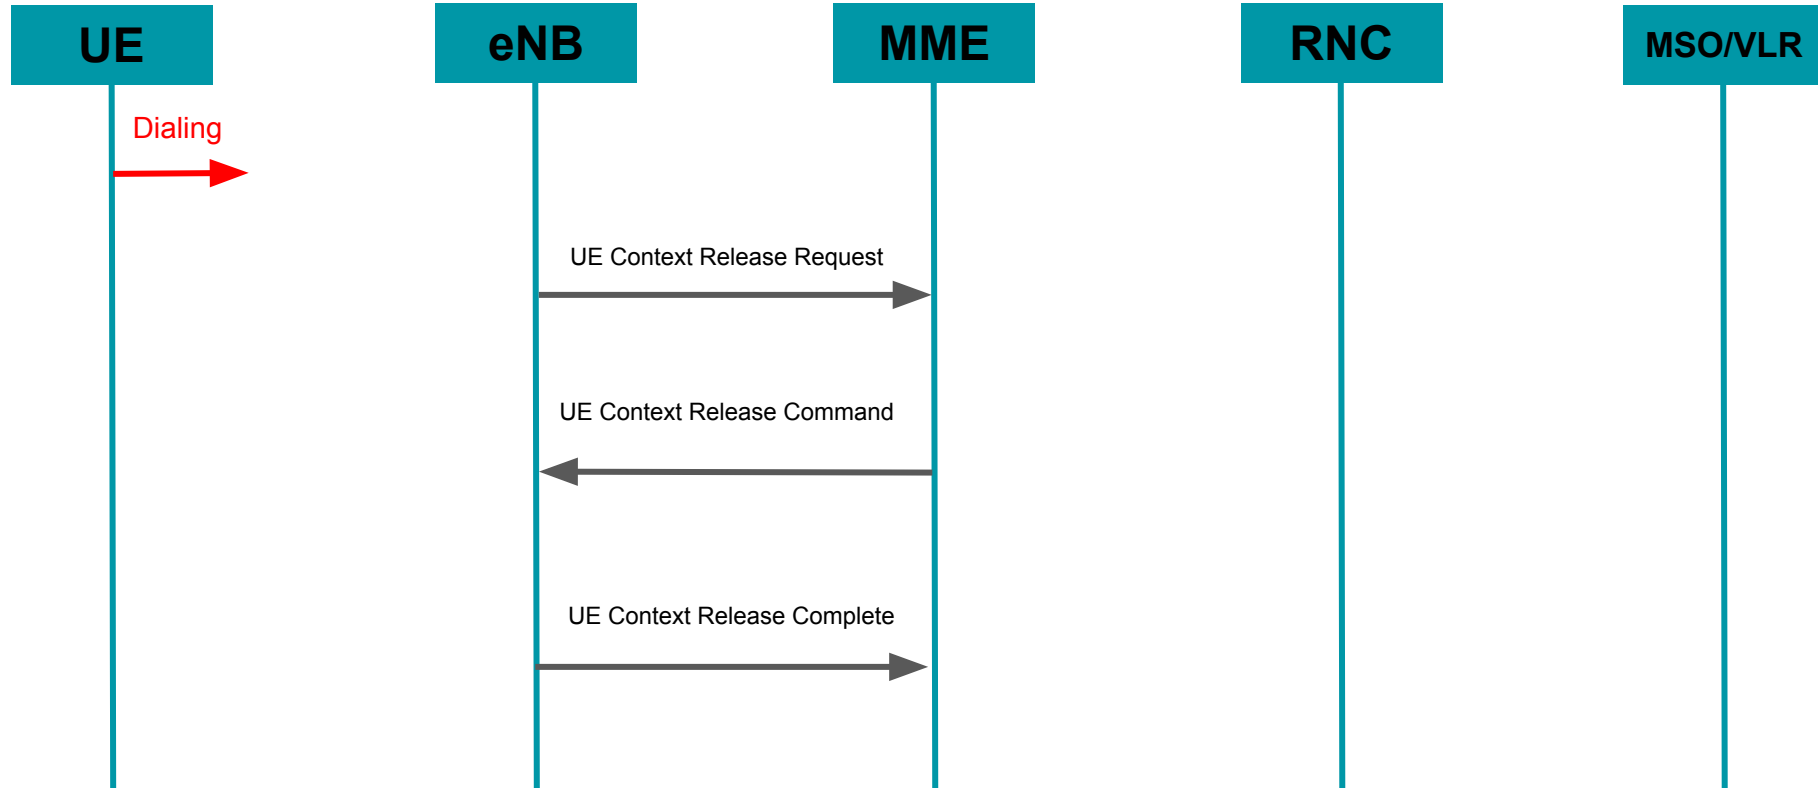 UE
eNB
MME
RNC
MSO/VLR
Dialing
UE Context Release Request
UE Context Release Command
UE Context Release Complete